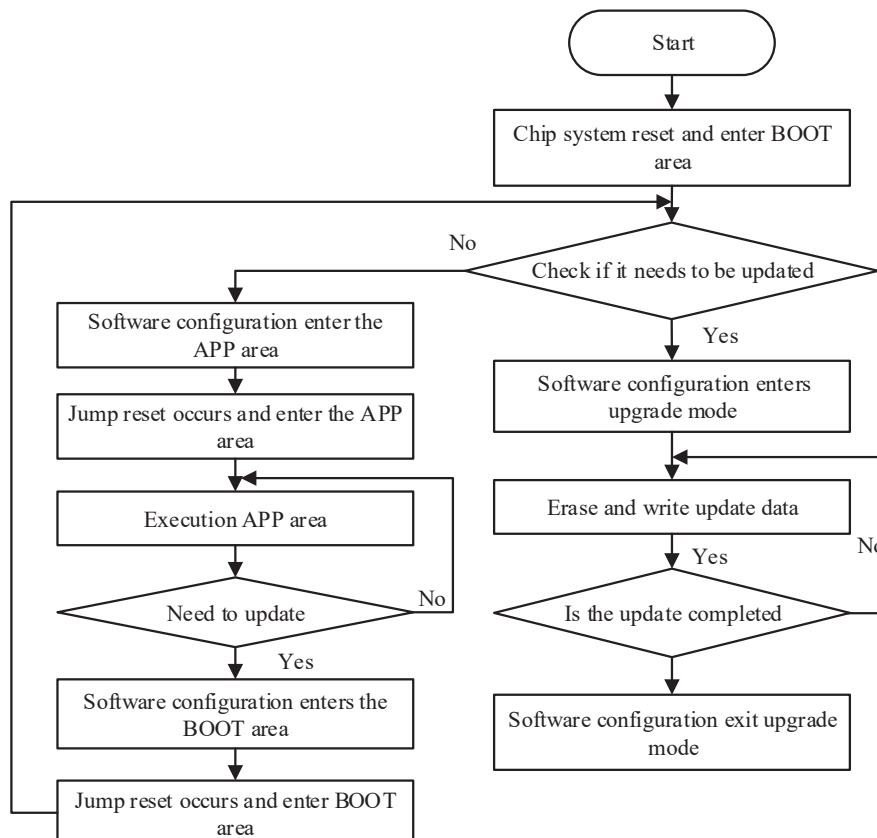 Start
Chip system reset and enter BOOT
area
No
Check if it needs to be updated
Yes
Software configuration enter the
APP area
Software configuration enters
upgrade mode
Jump reset occurs and enter the APP
area
Execution APP area
Erase and write update data
No
Yes
Need to update
No
Is the update completed
Yes
Software configuration enters the
BOOT area
Software configuration exit upgrade
mode
Jump reset occurs and enter BOOT
area